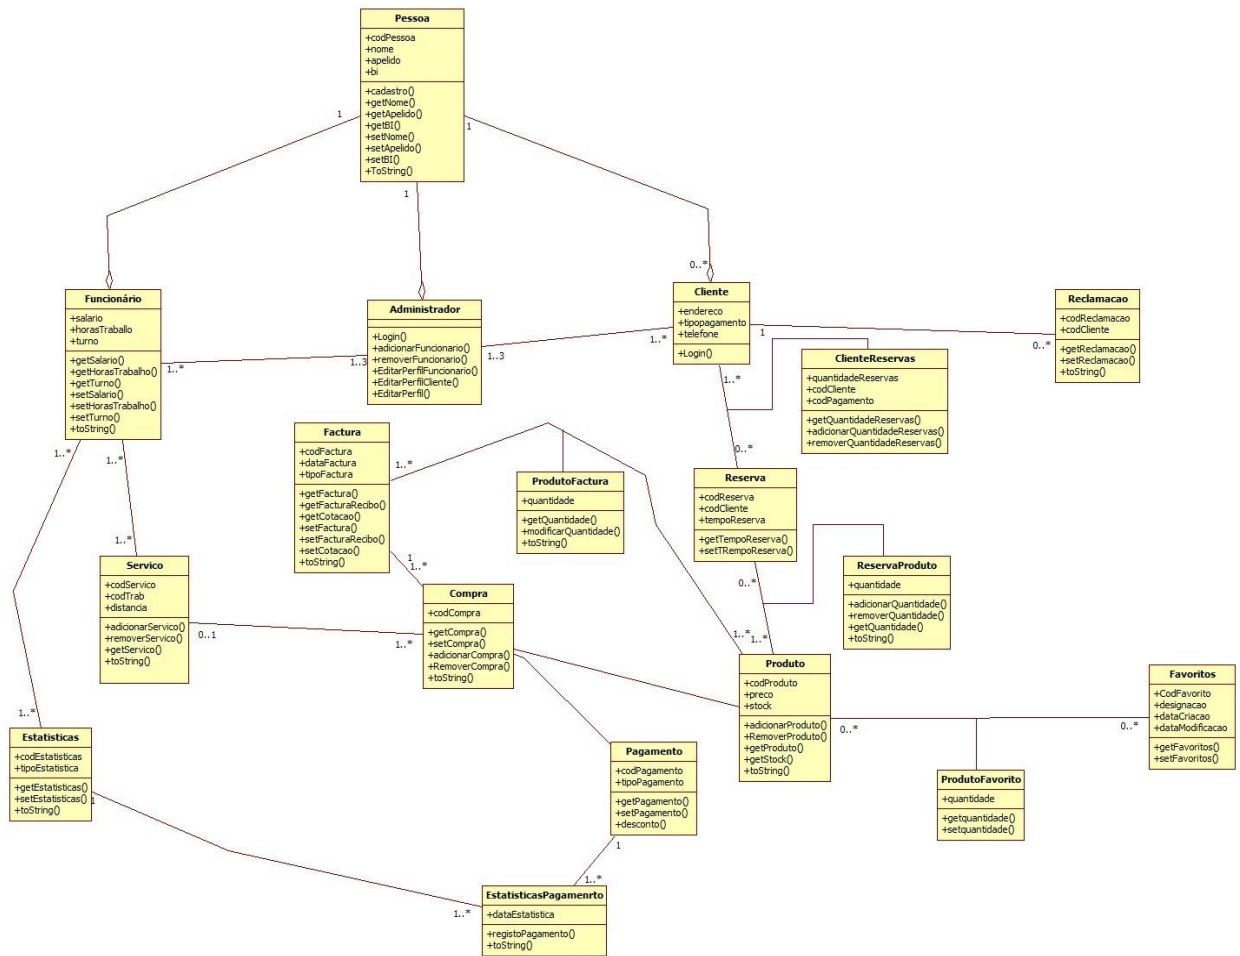 Pessoa
+codPessoa
+nome
+apelido
+bi
+cadastro()
+getNome()
+getApelido()
+getBI()
+setNome()
+setApelido()
+setBI()
+ToString()
1
1
1
0..*
Funcionário
+salario
+horasTraballo
+turno
+getSalario()
+getHorasTrabalho()
+getTurno()
+setSalario()
+setHorasTrabalho()
+setTurno()
+toString()
1..*
1..3
Administrador
+Login()
+adicionarFuncionario()
+removerFuncionario()
+EditarPerfilFuncionario()
+EditarPerfilCliente()
+EditarPerfil()
1..3
1..*
Cliente
+endereco
+tipopagamento
+telefone
+Login()
1
0..*
Reclamacao
+codReclamacao
+codCliente
+getReclamacao()
+setReclamacao()
+toString()
ClienteReservas
+quantidadeReservas
+codCliente
+codPagamento
+getQuantidadeReservas()
+adicionarQuantidadeReservas()
+removerQuantidadeReservas()
1..*
0..*
1..*
1..*
1..*
Factura
+codFactura
+dataFactura
+tipoFactura
+getFactura()
+getFacturaRecibo()
+getCotacao()
+setFactura()
+setFacturaRecibo()
+setCotacao()
+toString()
1..*
ProdutoFactura
+quantidade
+getQuantidade()
+modificarQuantidade()
+toString()
Reserva
+codReserva
+codCliente
+tempoReserva
+getTempoReserva()
+setTRempoReserva()
ReservaProduto
+quantidade
+adicionarQuantidade()
+removerQuantidade()
+getQuantidade()
+toString()
0..*
1..*
1..*
1
1..*
Servico
+codServico
+codTrab
+distancia
+adicionarServico()
+removerServico()
+getServico()
+toString()
0..1
1..*
Compra
+codCompra
+getCompra()
+setCompra()
+adicionarCompra()
+RemoverCompra()
+toString()
Produto
+codProduto
+preco
+stock
+adicionarProduto()
+RemoverProduto()
+getProduto()
+getStock()
+toString()
0..*
0..*
Favoritos
+CodFavorito
+designacao
+dataCriacao
+dataModificacao
+getFavoritos()
+setFavoritos()
1..*
Estatisticas
+codEstatisticas
+tipoEstatistica
+getEstatisticas()
+setEstatisticas()
+toString()
1
Pagamento
+codPagamento
+tipoPagamento
+getPagamento()
+setPagamento()
+desconto()
1
1..*
ProdutoFavorito
+quantidade
+getquantidade()
+setquantidade()
1..*
EstatisticasPagamenrto
+dataEstatistica
+registoPagamento()
+toString()